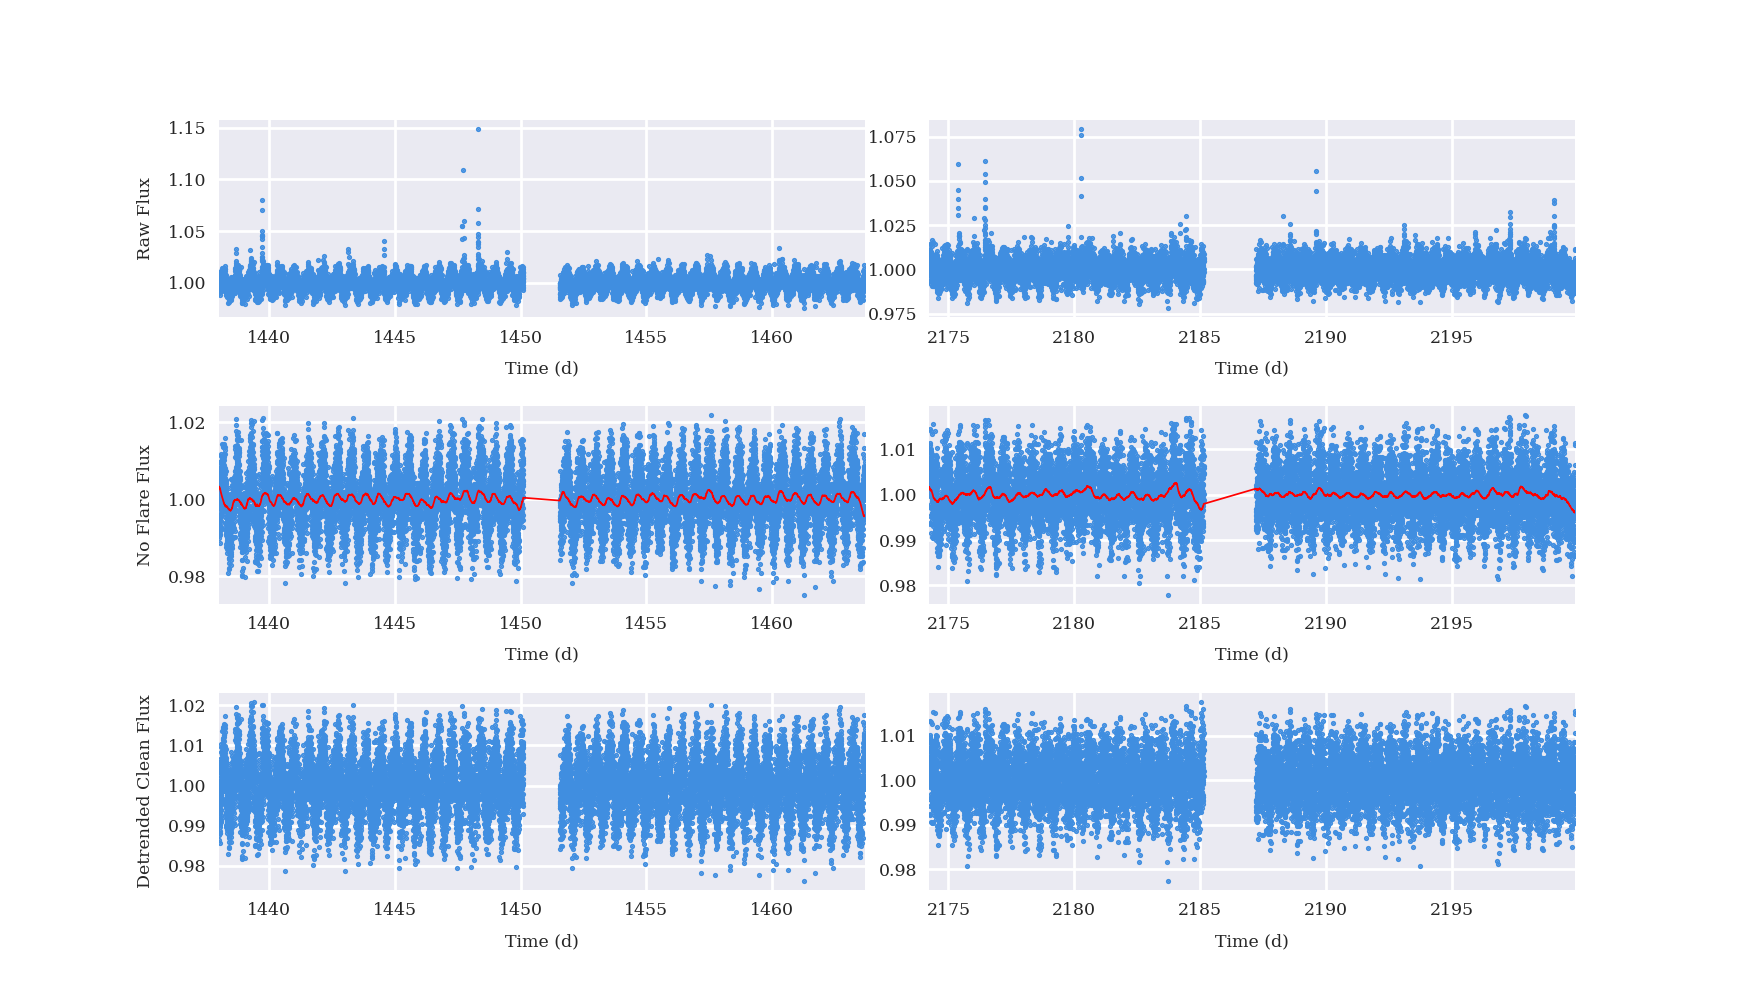 Raw Flux
1.15
1.10
1.05
1.00
1440 1445 1450 1455 1460
Time (d)
1.075
1.050
1.025
1.000
0.975
2175 2180 2185 2190 2195
Time (d)
No Flare Flux
1.02
1.00
0.98
1440 1445 1450 1455 1460
Time (d)
1.01
1.00
0.99
0.98
2175 2180 2185 2190 2195
Time (d)
Detrended Clean Flux
1.02
1.01
1.00
0.99
0.98
1440 1445 1450 1455 1460
Time (d)
1.01
1.00
0.99
0.98
2175 2180 2185 2190 2195
Time (d)